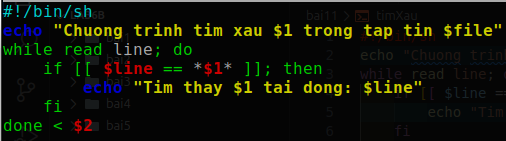 #!/bin/sh
echo "Chuong trinh tim xau $1 trong tap tin $file"
while read line; do
    if [[ $line == *$1* ]]; then
        echo "Tim thay $1 tai dong: $line"
    fi
done < $2